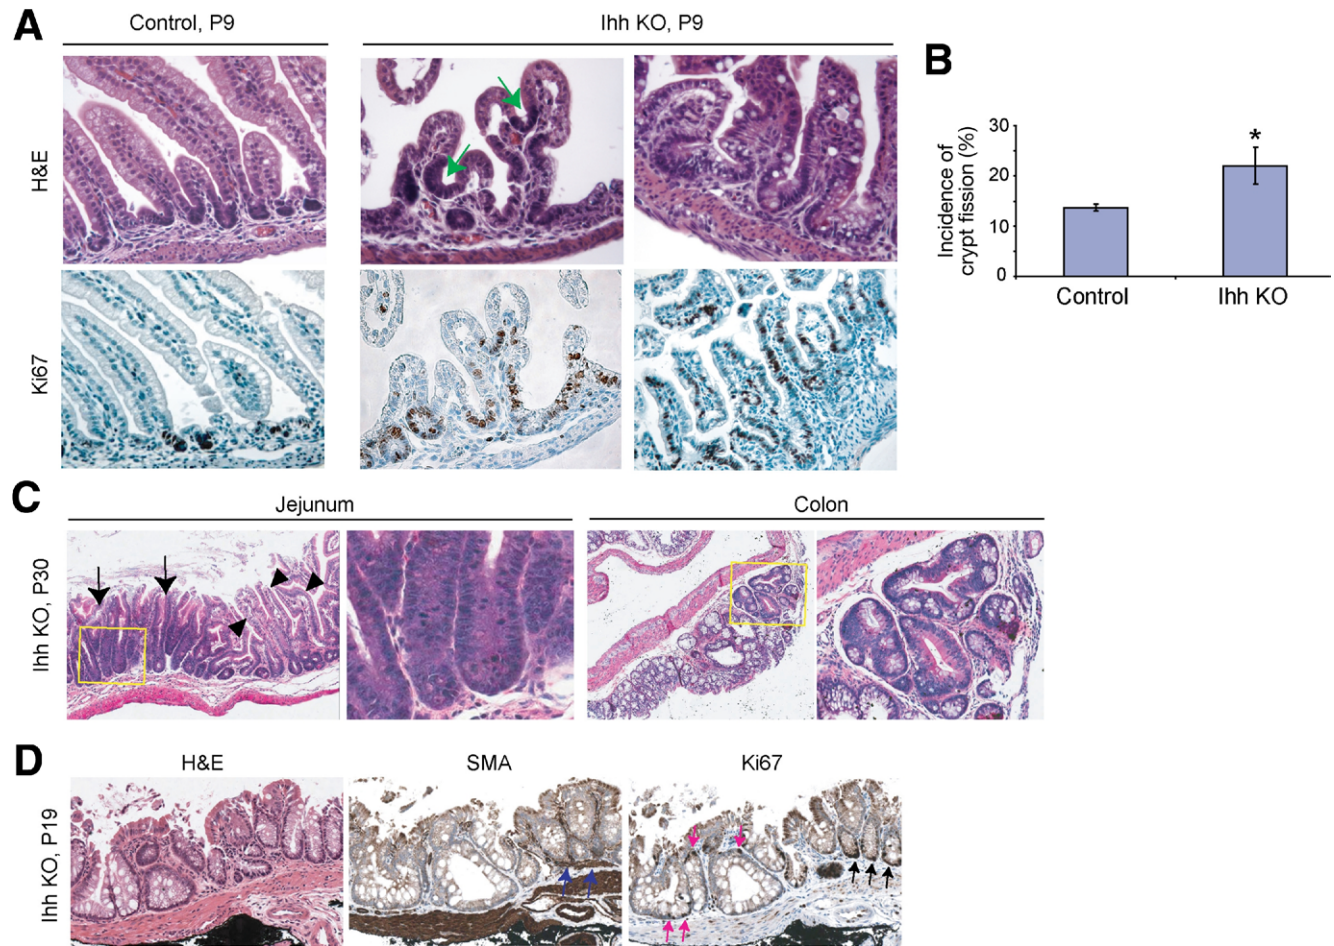 A
Control, P9
Ihh KO, P9
H&E
Ki67
B
Incidence of
crypt fission (%)
30
20
10
0
*
Control
Ihh KO
C
Jejunum
Colon
Ihh KO, P30
D
H&E
SMA
Ki67
Ihh KO, P19